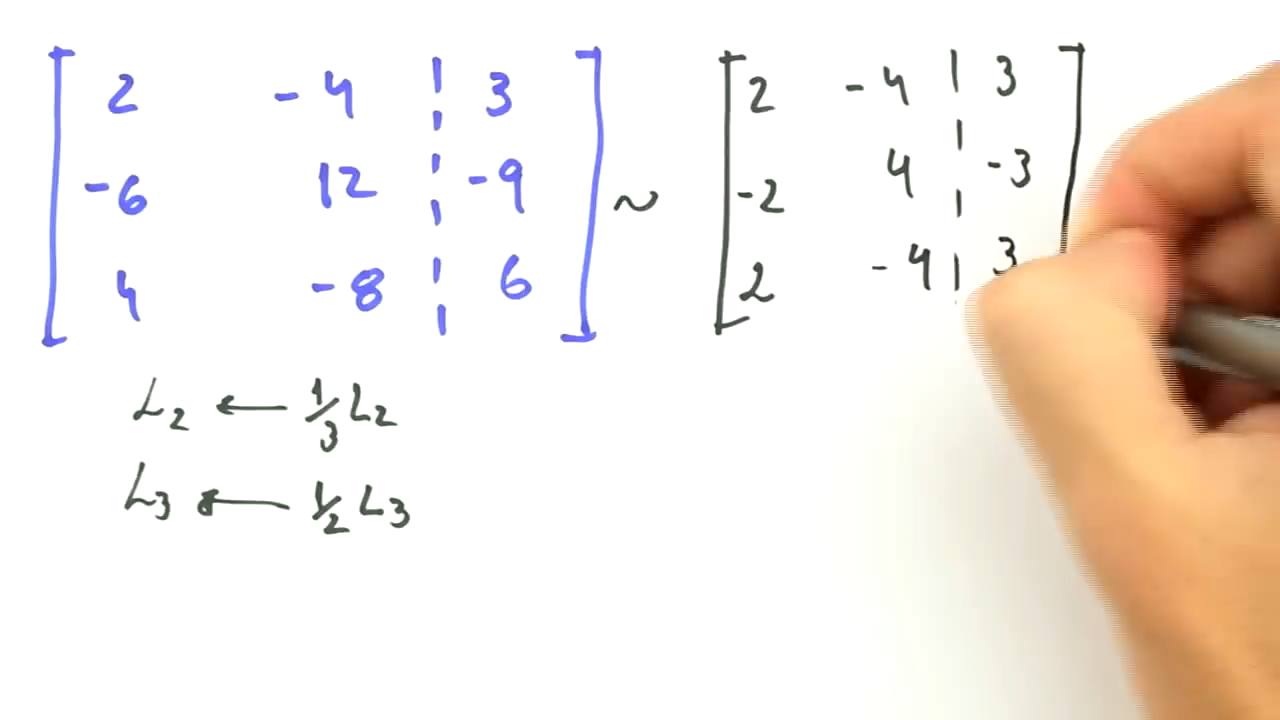 2 -4 ¦ 3 2 -4 ¦ 3
-6 12 ¦ -9 ~ -2 4 ¦ -3
4 -8 ¦ 6 2 -4 ¦ 3
L₂ ← 1/3 L₂
L₃ ← 1/2 L₃